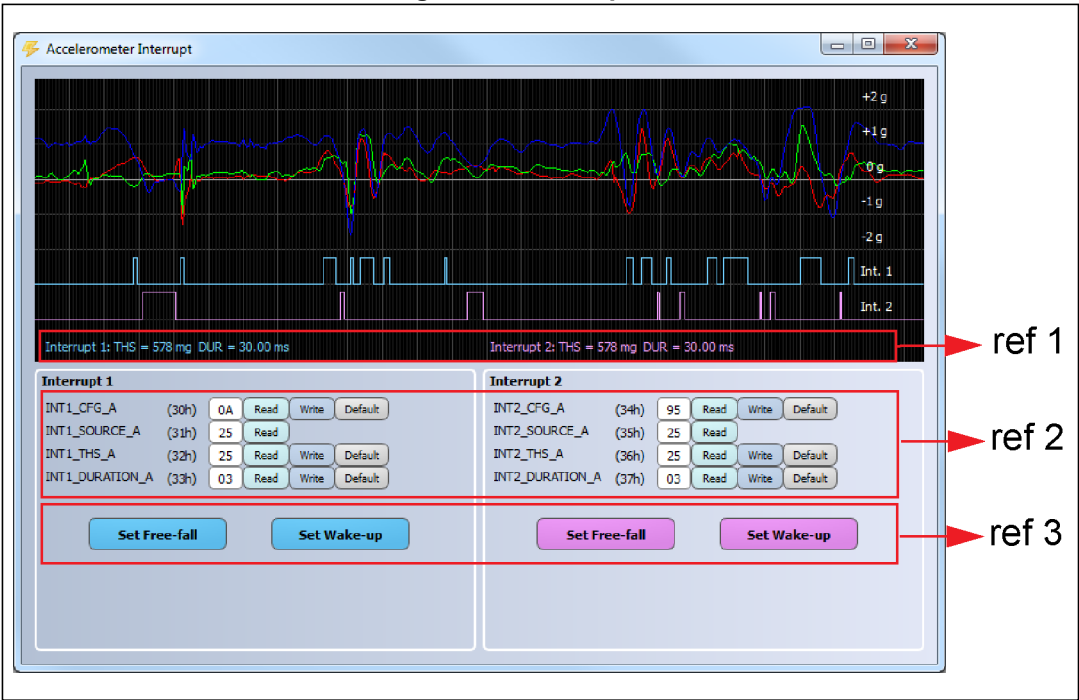 Accelerometer Interrupt
+2 g
+1 g
0 g
-1 g
-2 g
Int. 1
Int. 2
Interrupt 1: THS = 578 mg DUR = 30.00 ms
Interrupt 2: THS = 578 mg DUR = 30.00 ms
ref 1
Interrupt 1
INT1_CFG_A (30h) 0A Read Write Default
INT1_SOURCE_A (31h) 25 Read
INT1_THS_A (32h) 25 Read Write Default
INT1_DURATION_A (33h) 03 Read Write Default
Interrupt 2
INT2_CFG_A (34h) 95 Read Write Default
INT2_SOURCE_A (35h) 25 Read
INT2_THS_A (36h) 25 Read Write Default
INT2_DURATION_A (37h) 03 Read Write Default
ref 2
Set Free-fall Set Wake-up
Set Free-fall Set Wake-up
ref 3